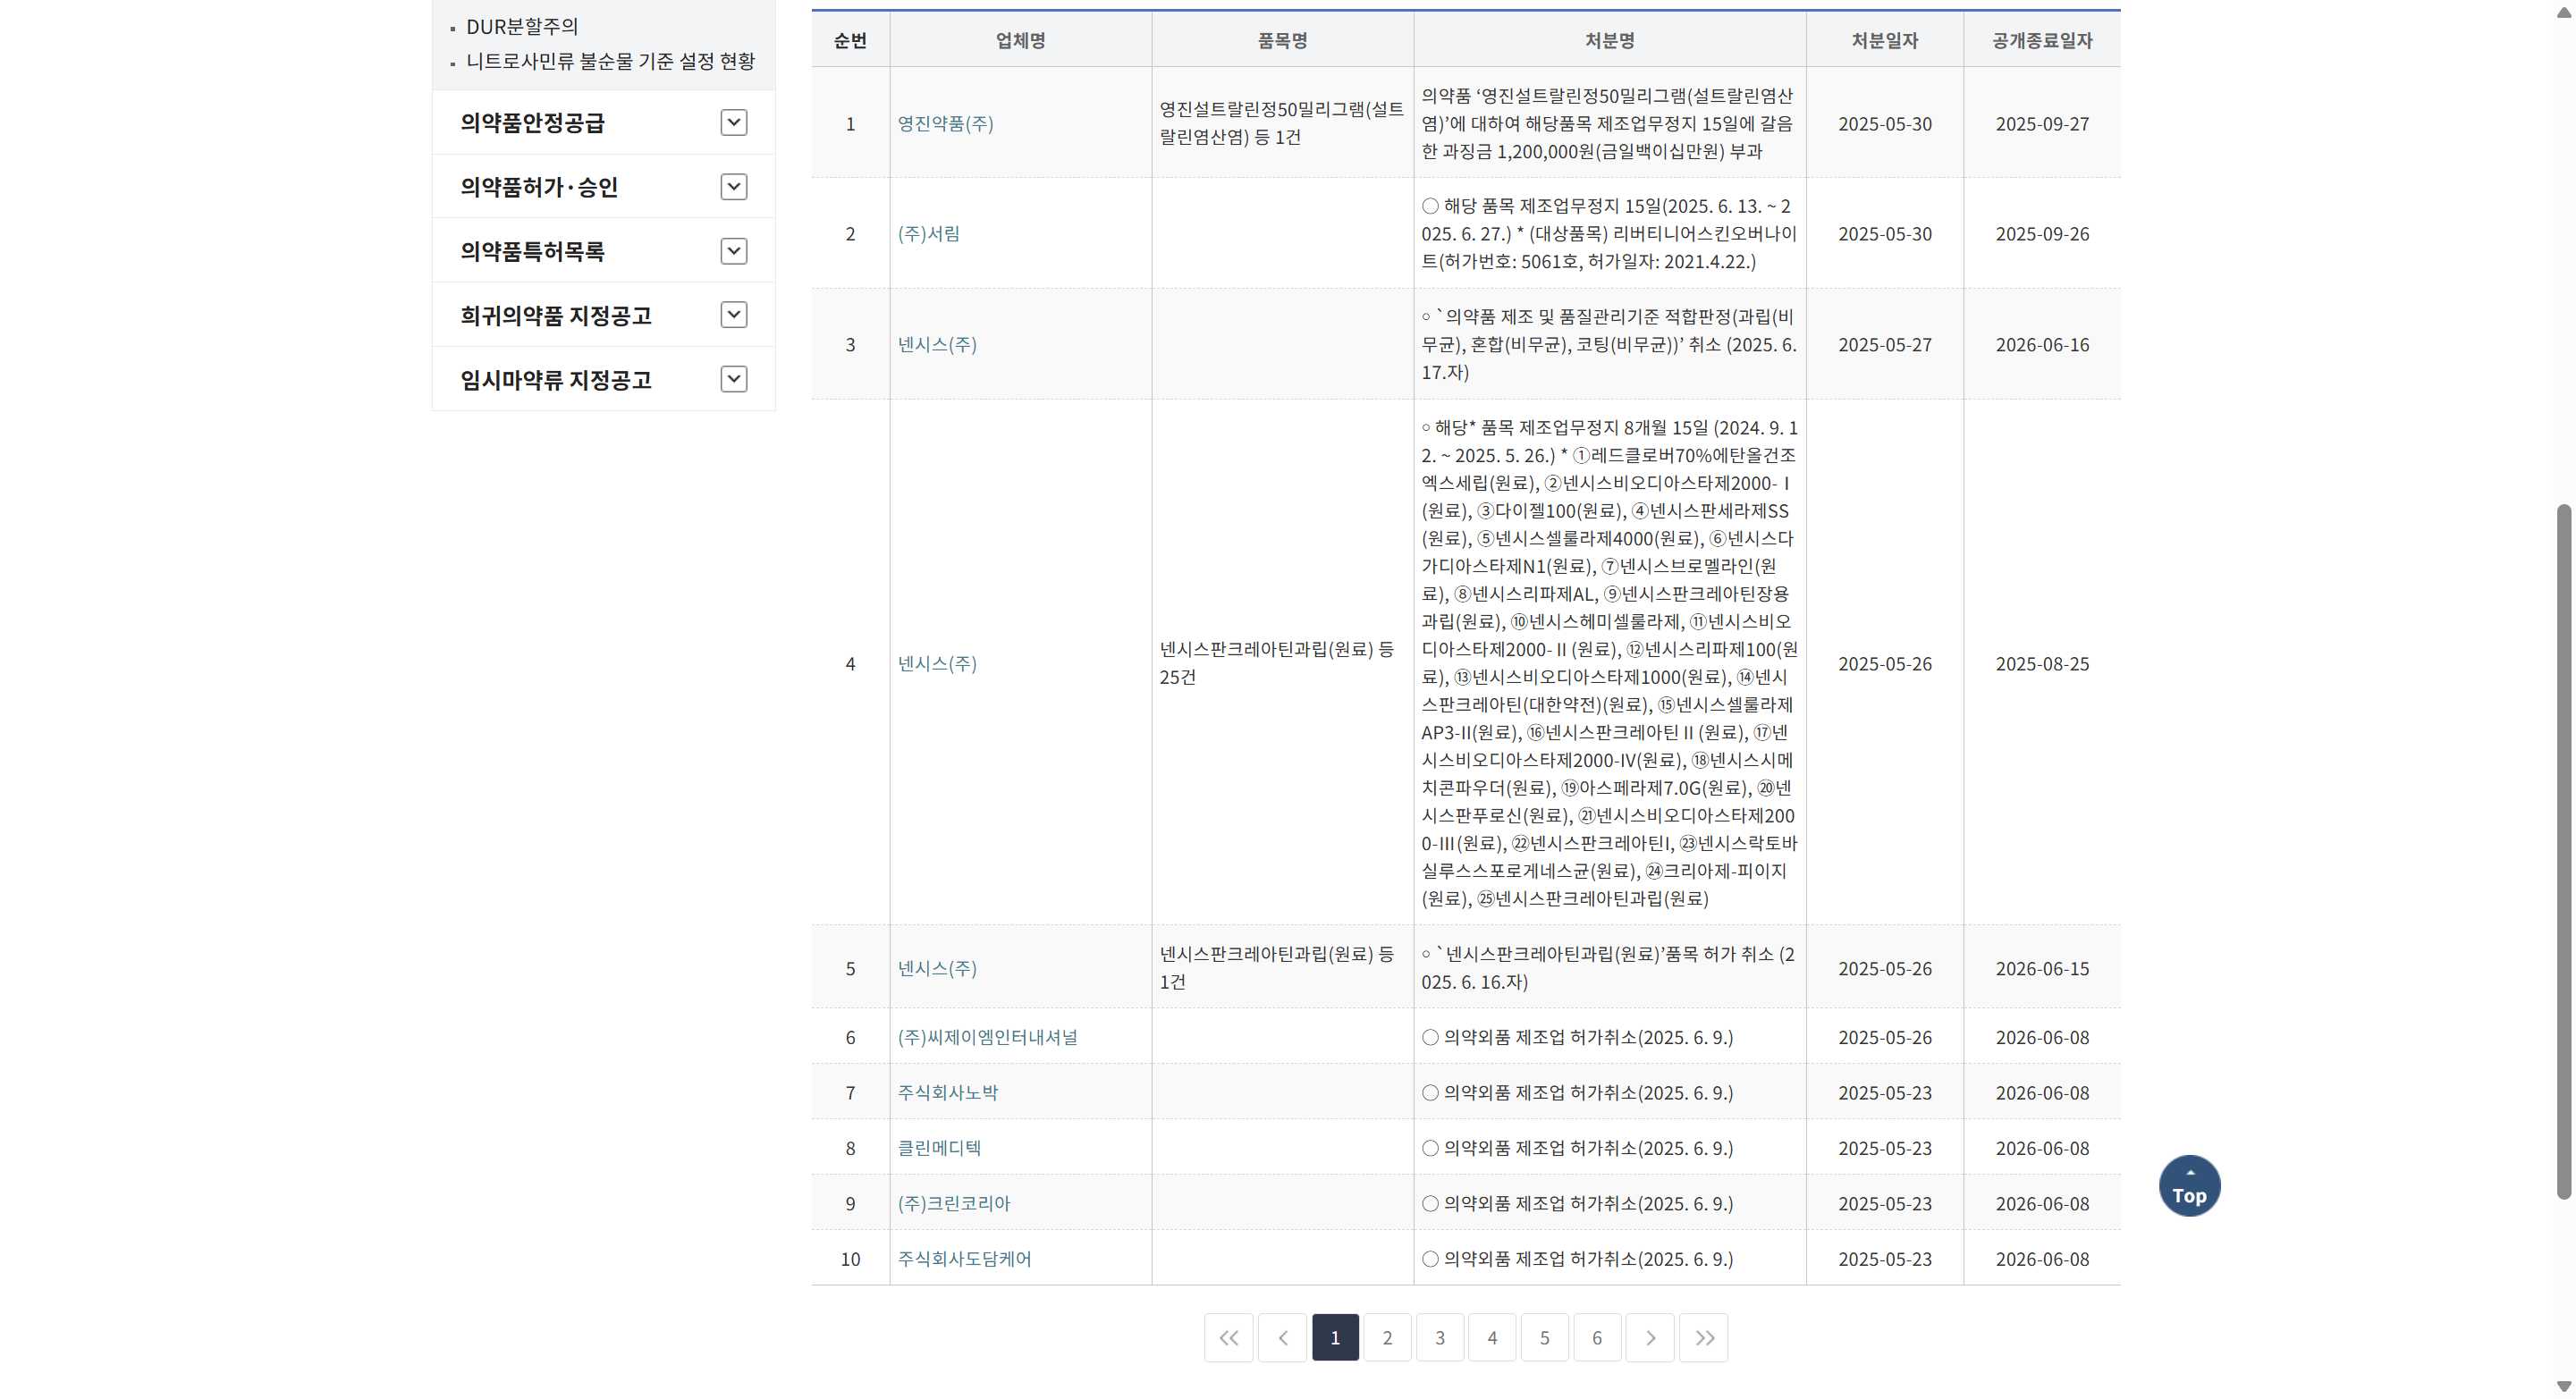 DUR분할주의
니트로사민류 불순물 기준 설정 현황
의약품안정공급
의약품허가·승인
의약품특허목록
희귀의약품 지정공고
임시마약류 지정공고
순번 업체명 품목명 처분명 처분일자 공개종료일자
1 영진약품(주)
영진설트랄린정50밀리그램(설트
랄린염산염) 등 1건
의약품 ‘영진설트랄린정50밀리그램(설트랄린염산
염)’에 대하여 해당품목 제조업무정지 15일에 갈음
한 과징금 1,200,000원(금일백이십만원) 부과
2025-05-30 2025-09-27
2 (주)서림
○ 해당 품목 제조업무정지 15일(2025. 6. 13. ~ 2
025. 6. 27.) * (대상품목) 리버티니어스킨오버나이
트(허가번호: 5061호, 허가일자: 2021.4.22.)
2025-05-30 2025-09-26
3 넨시스(주)
○ `의약품 제조 및 품질관리기준 적합판정(과립(비
무균), 혼합(비무균), 코팅(비무균))’ 취소 (2025. 6.
17.자)
2025-05-27 2026-06-16
4 넨시스(주)
넨시스판크레아틴과립(원료) 등
25건
○ 해당* 품목 제조업무정지 8개월 15일 (2024. 9. 1
2. ~ 2025. 5. 26.) * ①레드클로버70%에탄올건조
엑스세립(원료), ②넨시스비오디아스타제2000-Ⅰ
(원료), ③다이젤100(원료), ④넨시스판세라제SS
(원료), ⑤넨시스셀룰라제4000(원료), ⑥넨시스다
가디아스타제N1(원료), ⑦넨시스브로멜라인(원
료), ⑧넨시스리파제AL, ⑨넨시스판크레아틴장용
과립(원료), ⑩넨시스헤미셀룰라제, ⑪넨시스비오
디아스타제2000-Ⅱ(원료), ⑫넨시스리파제100(원
료), ⑬넨시스비오디아스타제1000(원료), ⑭넨시
스판크레아틴(대한약전)(원료), ⑮넨시스셀룰라제
AP3-II(원료), ⑯넨시스판크레아틴Ⅱ(원료), ⑰넨
시스비오디아스타제2000-IV(원료), ⑱넨시스시메
치콘파우더(원료), ⑲아스페라제7.0G(원료), ⑳넨
시스판푸로신(원료), ㉑넨시스비오디아스타제200
0-III(원료), ㉒넨시스판크레아틴I, ㉓넨시스락토바
실루스스포로게네스균(원료), ㉔크리아제-피이지
(원료), ㉕넨시스판크레아틴과립(원료)
2025-05-26 2025-08-25
5 넨시스(주)
넨시스판크레아틴과립(원료) 등
1건
○ `넨시스판크레아틴과립(원료)’품목 허가 취소 (2
025. 6. 16.자)
2025-05-26 2026-06-15
6 (주)씨제이엠인터내셔널 ○ 의약외품 제조업 허가취소(2025. 6. 9.) 2025-05-26 2026-06-08
7 주식회사노박 ○ 의약외품 제조업 허가취소(2025. 6. 9.) 2025-05-23 2026-06-08
8 클린메디텍 ○ 의약외품 제조업 허가취소(2025. 6. 9.) 2025-05-23 2026-06-08
9 (주)크린코리아 ○ 의약외품 제조업 허가취소(2025. 6. 9.) 2025-05-23 2026-06-08
10 주식회사도담케어 ○ 의약외품 제조업 허가취소(2025. 6. 9.) 2025-05-23 2026-06-08
Top
1 2 3 4 5 6